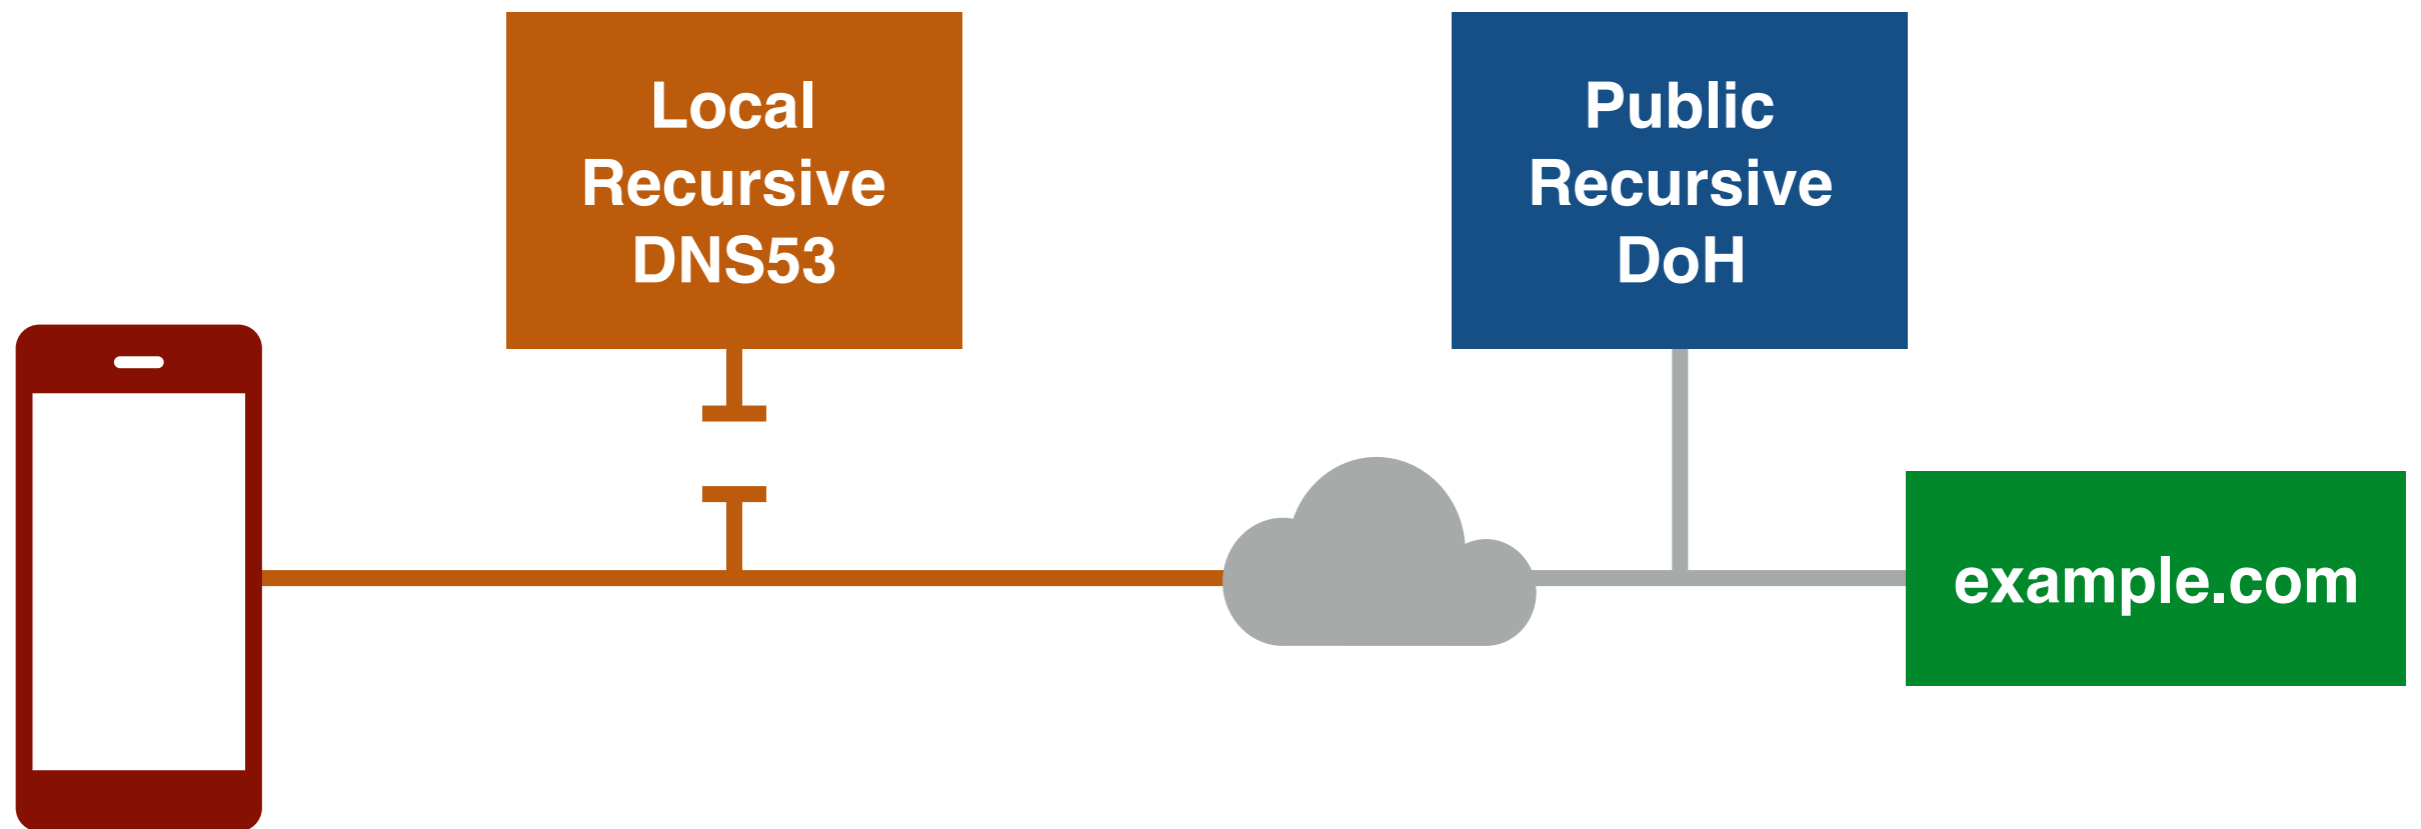 Local
Recursive
DNS53
Public
Recursive
DoH
example.com